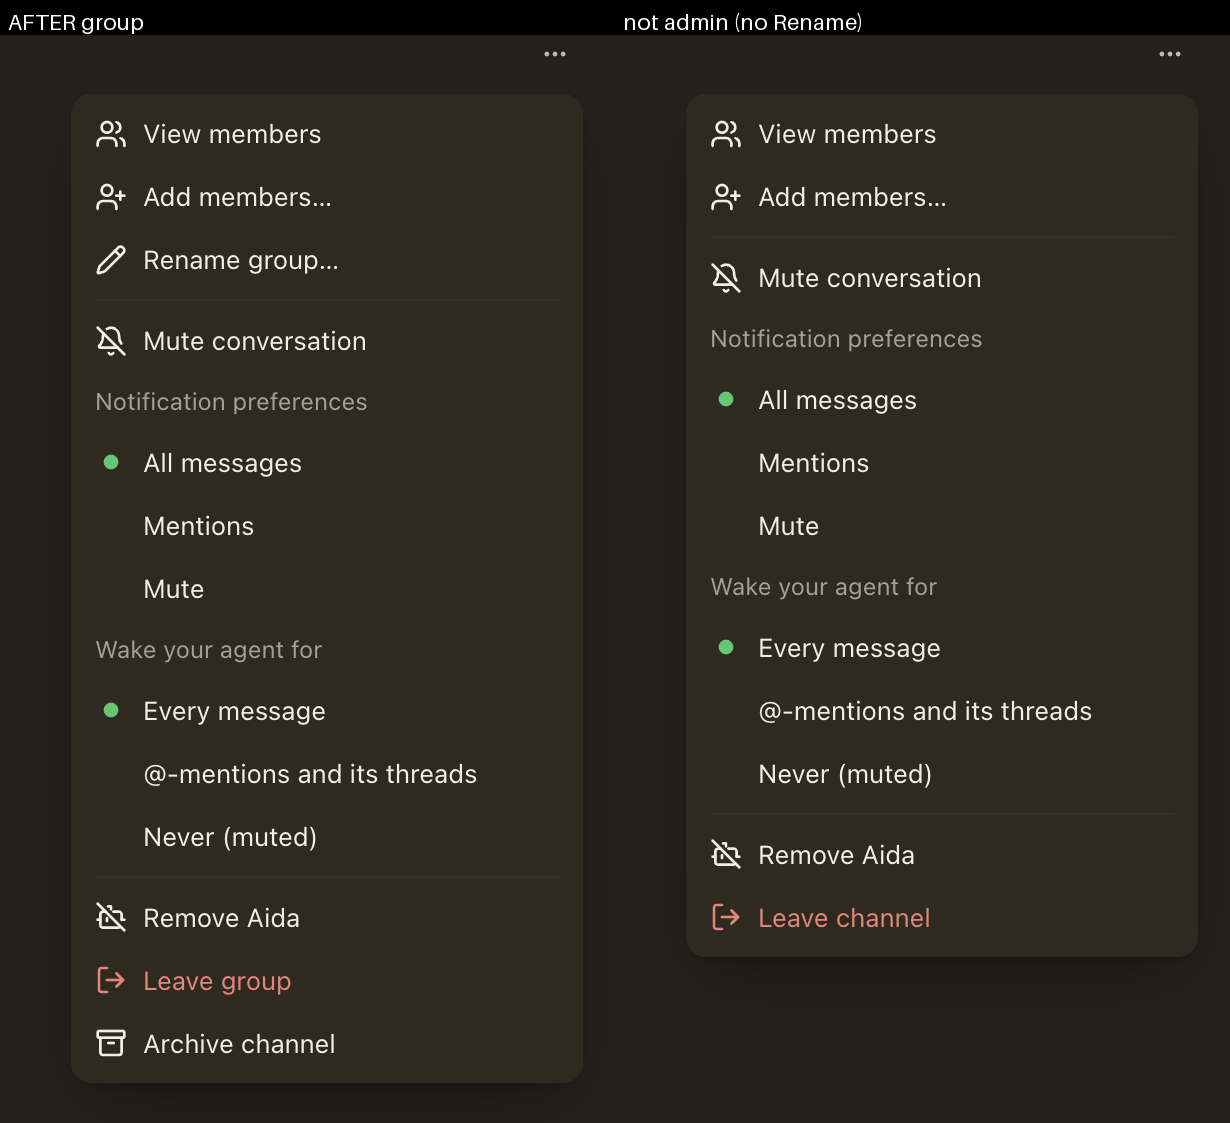 AFTER group
View members
Add members...
Rename group...
Mute conversation
Notification preferences
All messages
Mentions
Mute
Wake your agent for
Every message
@-mentions and its threads
Never (muted)
Remove Aida
Leave group
Archive channel
not admin (no Rename)
View members
Add members...
Mute conversation
Notification preferences
All messages
Mentions
Mute
Wake your agent for
Every message
@-mentions and its threads
Never (muted)
Remove Aida
Leave channel